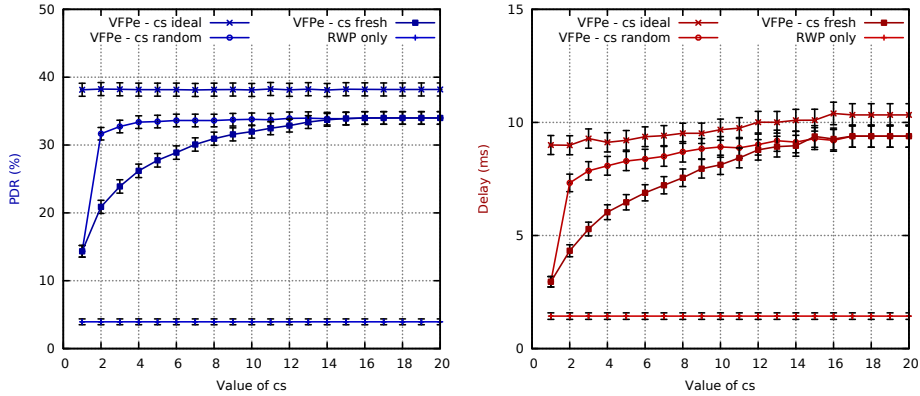 VFPe - cs ideal
VFPe - cs random
VFPe - cs fresh
RWP only
50
40
30
20
10
0
PDR (%)
0 2 4 6 8 10 12 14 16 18 20
Value of cs
VFPe - cs ideal
VFPe - cs random
VFPe - cs fresh
RWP only
15
10
5
0
Delay (ms)
0 2 4 6 8 10 12 14 16 18 20
Value of cs